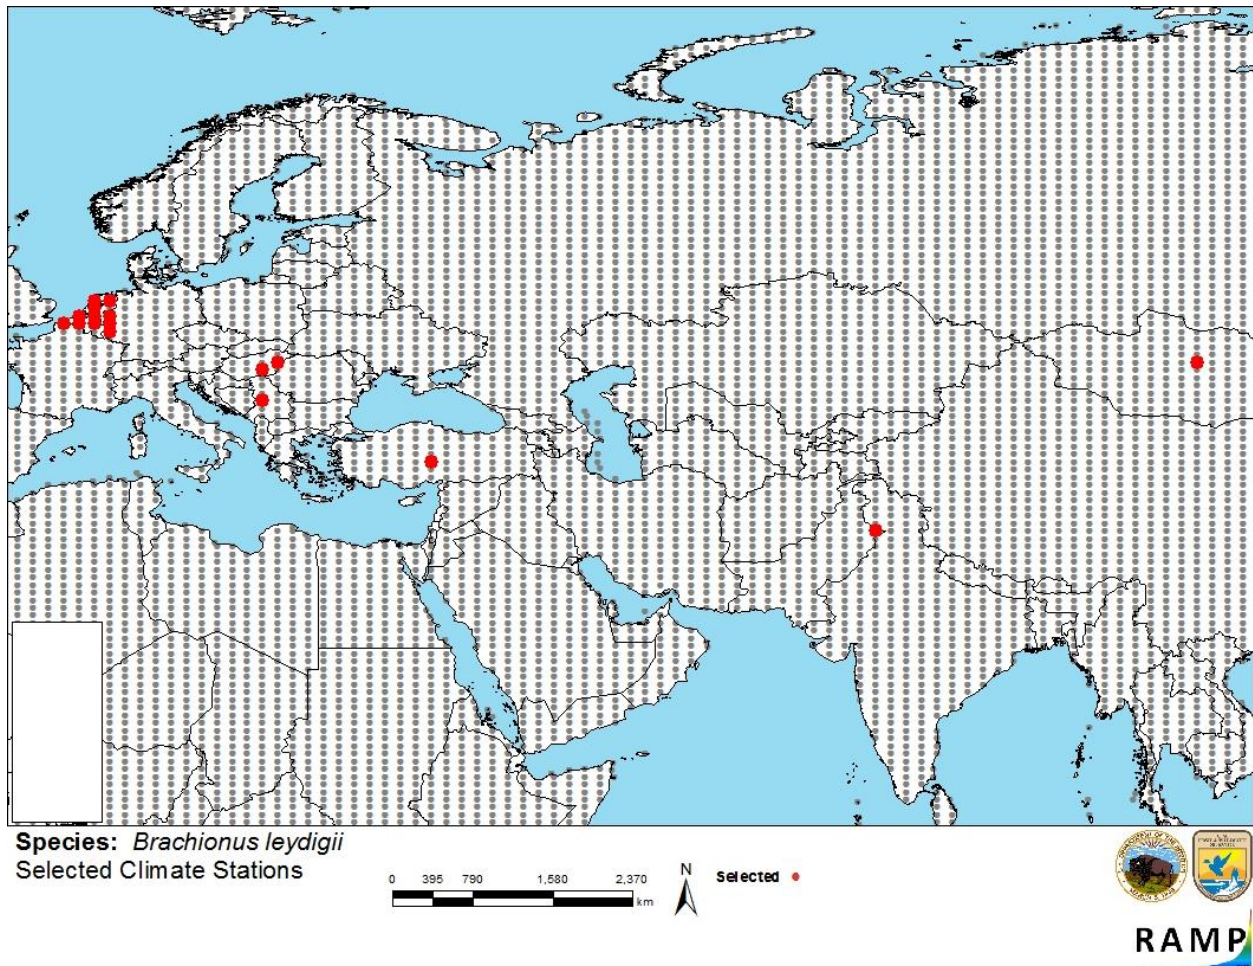 Species: Brachionus leydigii
Selected Climate Stations
0 395 790 1,580 2,370
km
N
Selected
RAMP